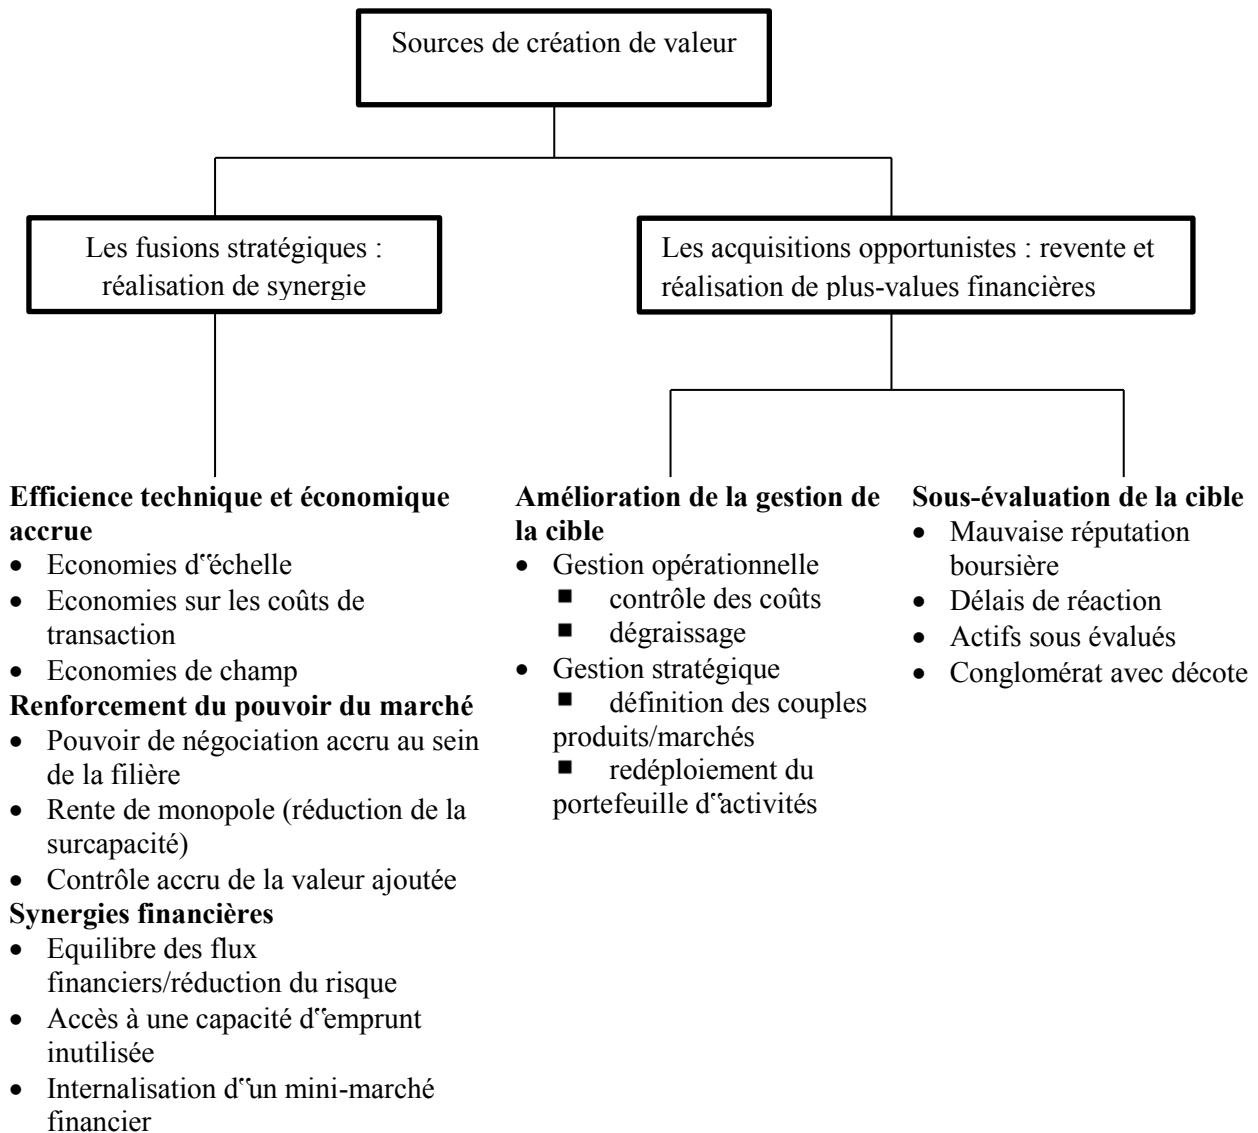 Sources de création de valeur
Les fusions stratégiques :
réalisation de synergie
Les acquisitions opportunistes : revente et
réalisation de plus-values financières
Efficience technique et économique
accrue
• Economies d‟échelle
• Economies sur les coûts de
transaction
• Economies de champ
Renforcement du pouvoir du marché
• Pouvoir de négociation accru au sein
de la filière
• Rente de monopole (réduction de la
surcapacité)
• Contrôle accru de la valeur ajoutée
Synergies financières
• Equilibre des flux
financiers/réduction du risque
• Accès à une capacité d‟emprunt
inutilisée
• Internalisation d‟un mini-marché
financier
Amélioration de la gestion de
la cible
• Gestion opérationnelle
■ contrôle des coûts
■ dégraissage
• Gestion stratégique
■ définition des couples
produits/marchés
■ redéploiement du
portefeuille d‟activités
Sous-évaluation de la cible
• Mauvaise réputation
boursière
• Délais de réaction
• Actifs sous évalués
• Conglomérat avec décote